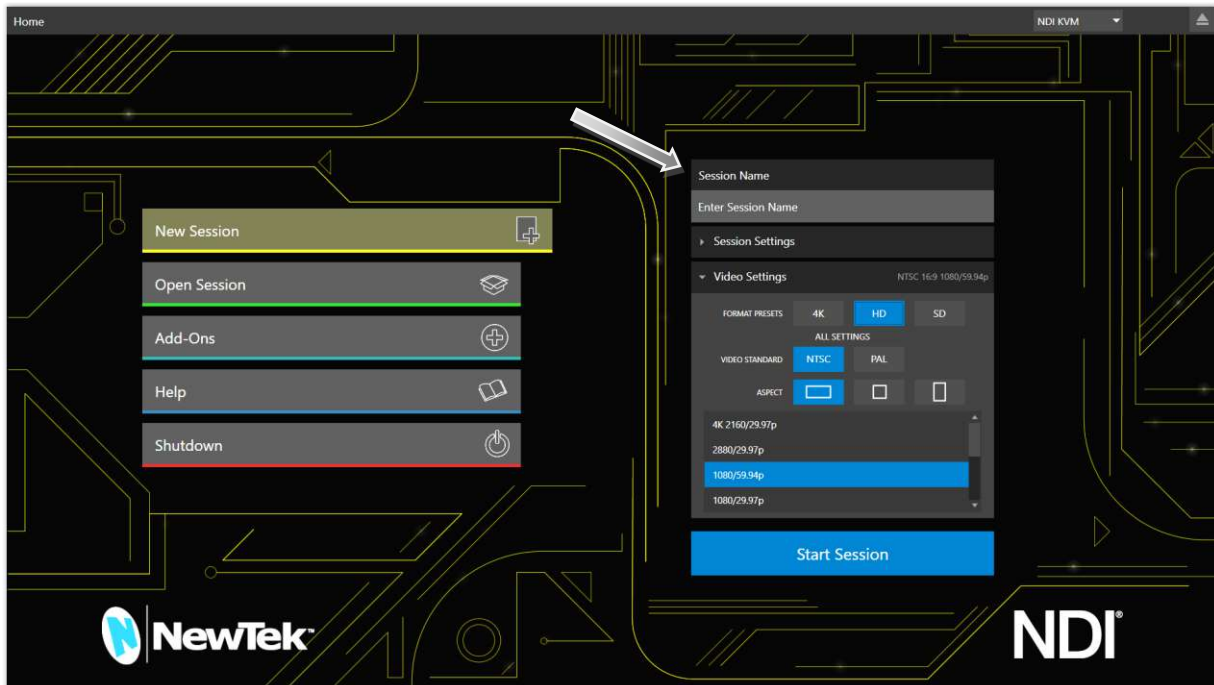 Home
NDI KVM
New Session
Open Session
Add-Ons
Help
Shutdown
Session Name
Enter Session Name
Session Settings
Video Settings NTSC 16:9 1080/59.94p
FORMAT PRESETS 4K HD SD
ALL SETTINGS
VIDEO STANDARD NTSC PAL
ASPECT
4K 2160/29.97p
2880/29.97p
1080/59.94p
1080/29.97p
Start Session
N NewTek™
NDI®